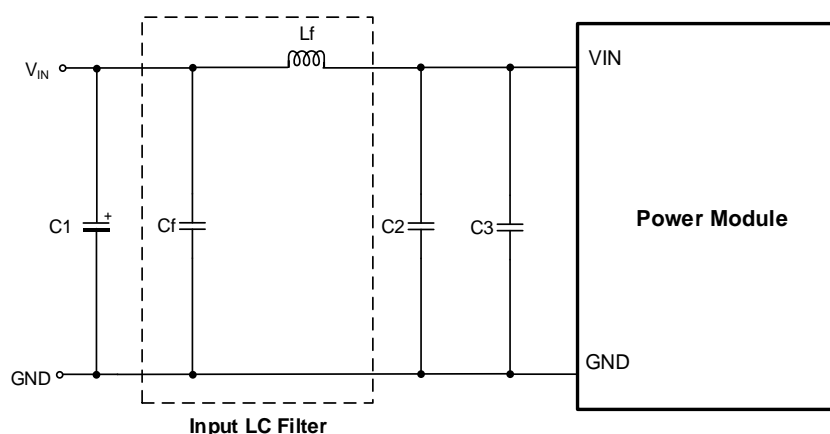 Lf
VIN
VIN
C1
+
Cf
C2
C3
Power Module
GND
GND
Input LC Filter